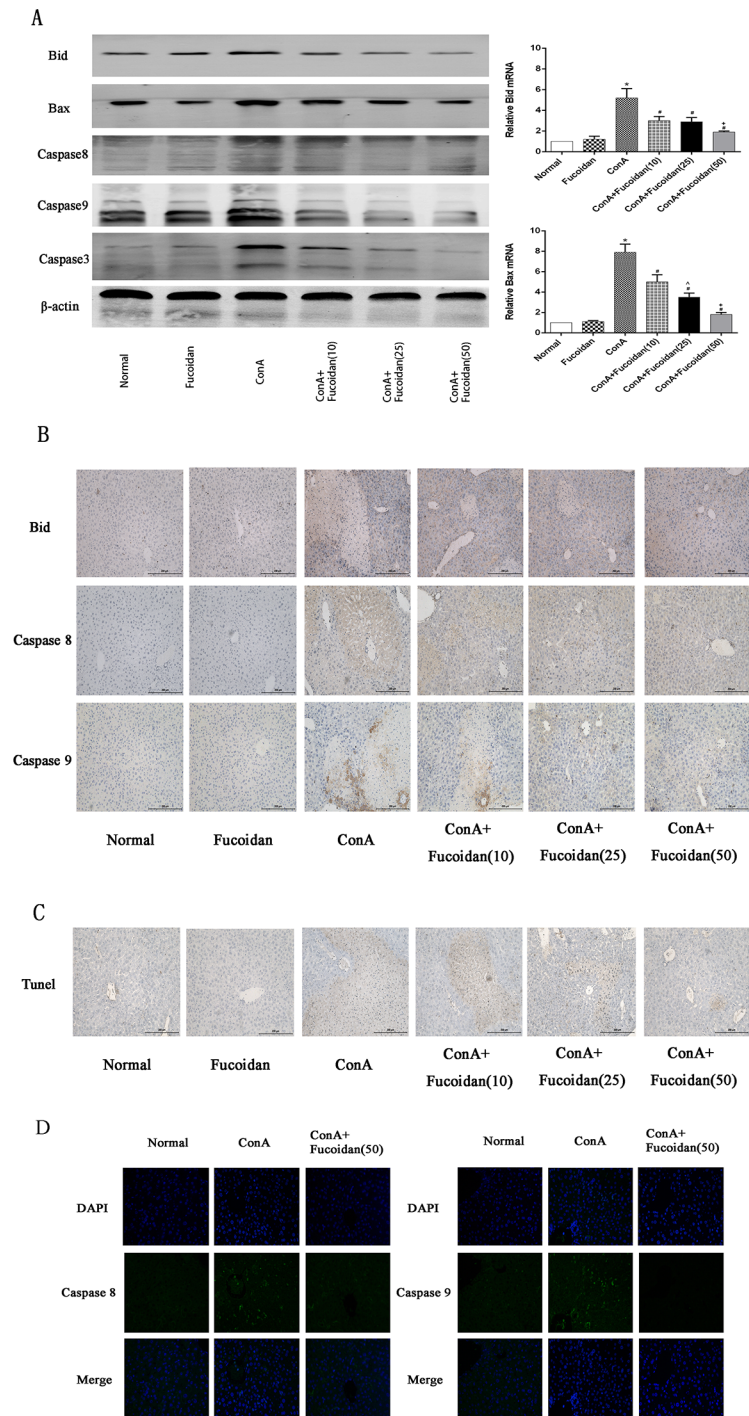 A
Bid
Bax
Caspase8
Caspase9
Caspase3
β-actin
Normal
Fucoidan
ConA
ConA+
Fucoidan(10)
ConA+
Fucoidan(25)
ConA+
Fucoidan(50)
Relative Bid mRNA
10
8
6
4
2
0
*
#
#
+
#
Normal
Fucoidan
ConA
ConA+Fucoidan(10)
ConA+Fucoidan(25)
ConA+Fucoidan(50)
Relative Bax mRNA
10
8
6
4
2
0
*
#
^
#
+
#
Normal
Fucoidan
ConA
ConA+Fucoidan(10)
ConA+Fucoidan(25)
ConA+Fucoidan(50)
B
Bid
Caspase 8
Caspase 9
Normal
Fucoidan
ConA
ConA+
Fucoidan(10)
ConA+
Fucoidan(25)
ConA+
Fucoidan(50)
C
Tunel
Normal
Fucoidan
ConA
ConA+
Fucoidan(10)
ConA+
Fucoidan(25)
ConA+
Fucoidan(50)
D
Normal
ConA
ConA+
Fucoidan(50)
DAPI
Caspase 8
Merge
Normal
ConA
ConA+
Fucoidan(50)
DAPI
Caspase 9
Merge